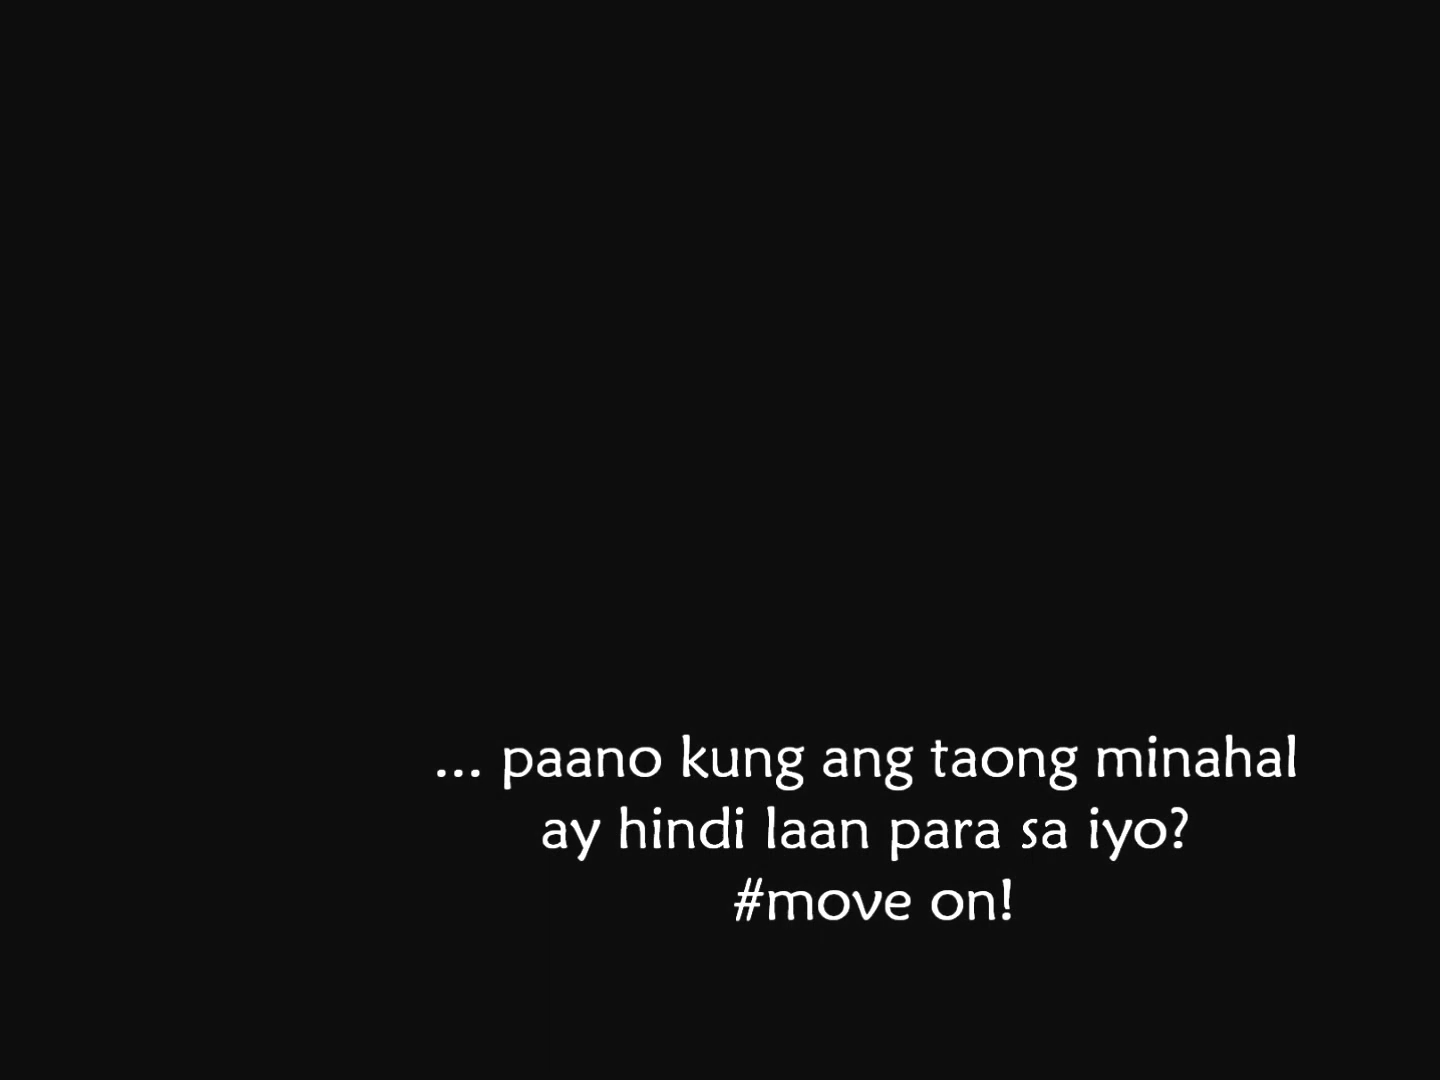 ... paano kung ang taong minahal
ay hindi laan para sa iyo?
#move on!